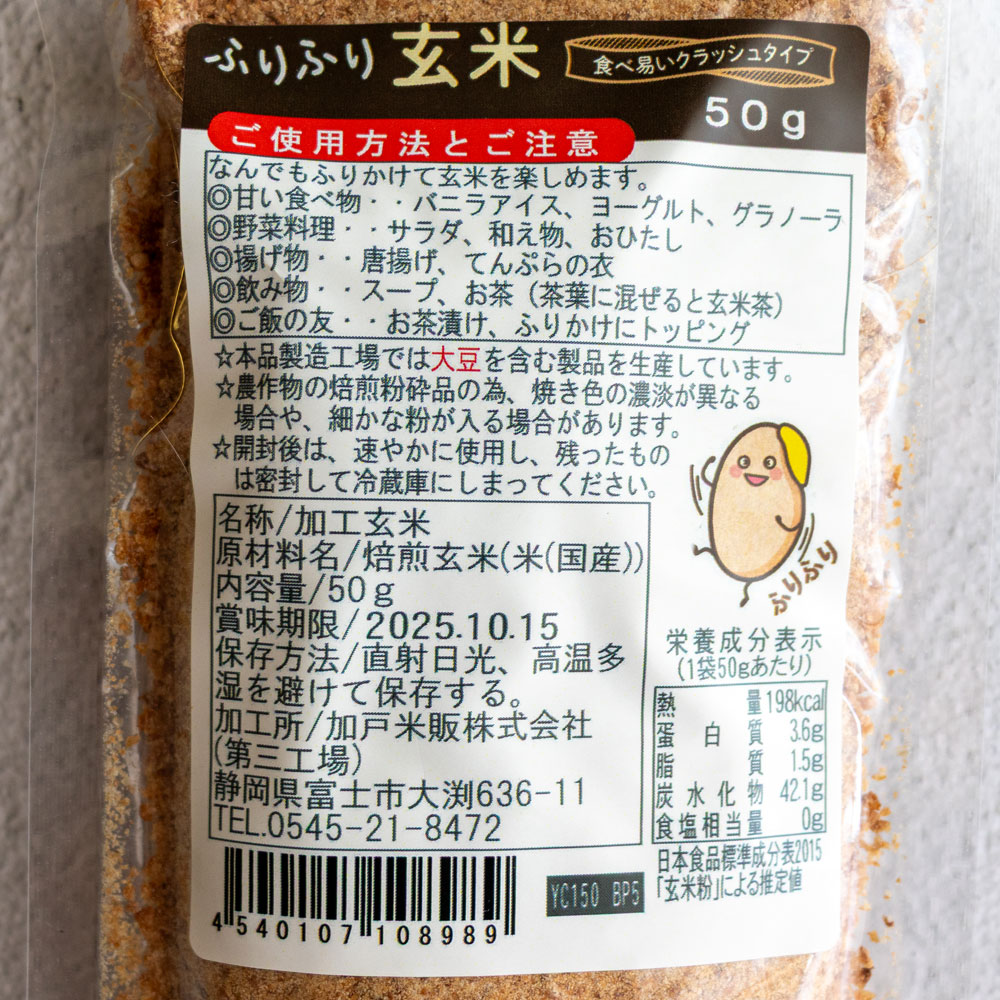 ふりふり 玄米 食べ易いクラッシュタイプ
50g
ご使用方法とご注意
なんでもふりかけて玄米を楽しめます。
◎甘い食べ物・・バニラアイス、ヨーグルト、グラノーラ
◎野菜料理・・サラダ、和え物、おひたし
◎揚げ物・・唐揚げ、てんぷらの衣
◎飲み物・・スープ、お茶（茶葉に混ぜると玄米茶）
◎ご飯の友・・お茶漬け、ふりかけにトッピング
☆本品製造工場では大豆を含む製品を生産しています。
☆農作物の焙煎粉砕品の為、焼き色の濃淡が異なる
場合や、細かな粉が入る場合があります。
☆開封後は、速やかに使用し、残ったもの
は密封して冷蔵庫にしまってください。
名称/加工玄米
原材料名/焙煎玄米(米(国産))
内容量/50g
賞味期限/2025.10.15
保存方法/直射日光、高温多
湿を避けて保存する。
加工所/加戸米販株式会社
(第三工場)
静岡県富士市大渕636-11
TEL.0545-21-8472
ふりふり
栄養成分表示
(1袋50gあたり)
熱量 198kcal
蛋白質 3.6g
脂質 1.5g
炭水化物 42.1g
食塩相当量 0g
日本食品標準成分表2015
「玄米粉」による推定値
YC150 BP5
4 540107 108989